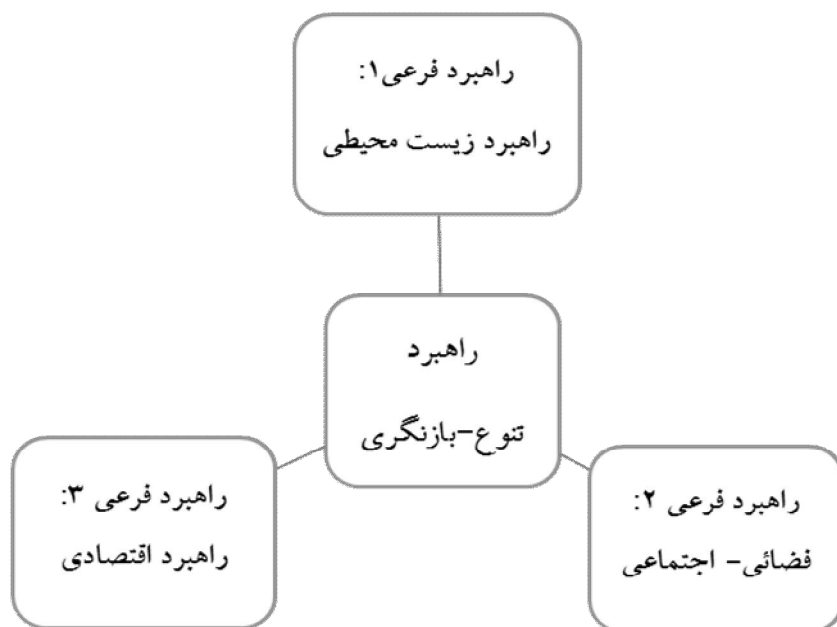 راهبرد فرعی۱:
راهبرد زیست محیطی
راهبرد
تنوع-بازنگری
راهبرد فرعی ۲:
فضائی- اجتماعی
راهبرد فرعی ۳:
راهبرد اقتصادی